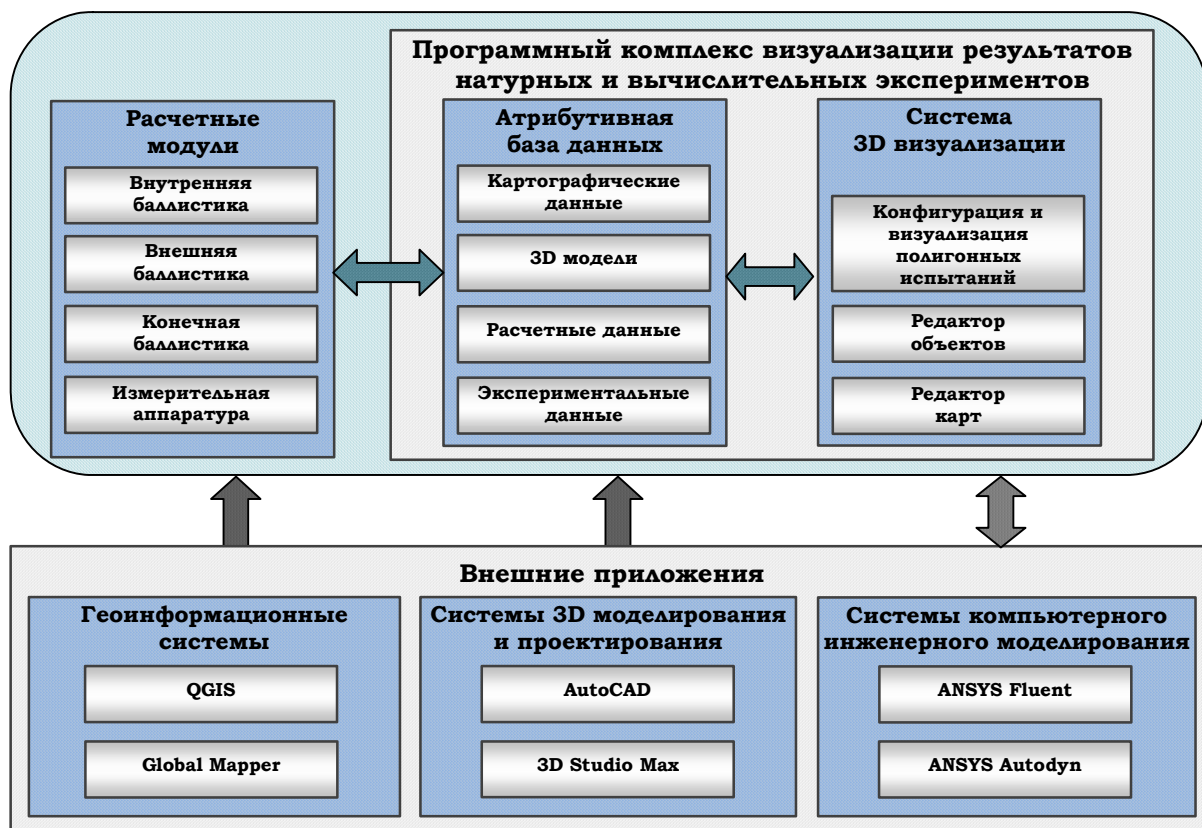 Программный комплекс визуализации результатов
натурных и вычислительных экспериментов
Расчетные
модули
Внутренняя
баллистика
Внешняя
баллистика
Конечная
баллистика
Измерительная
аппаратура
Атрибутивная
база данных
Картографические
данные
3D модели
Расчетные данные
Экспериментальные
данные
Система
3D визуализации
Конфигурация и
визуализация
полигонных
испытаний
Редактор
объектов
Редактор
карт
Внешние приложения
Геоинформационные
системы
QGIS
Global Mapper
Системы 3D моделирования
и проектирования
AutoCAD
3D Studio Max
Системы компьютерного
инженерного моделирования
ANSYS Fluent
ANSYS Autodyn